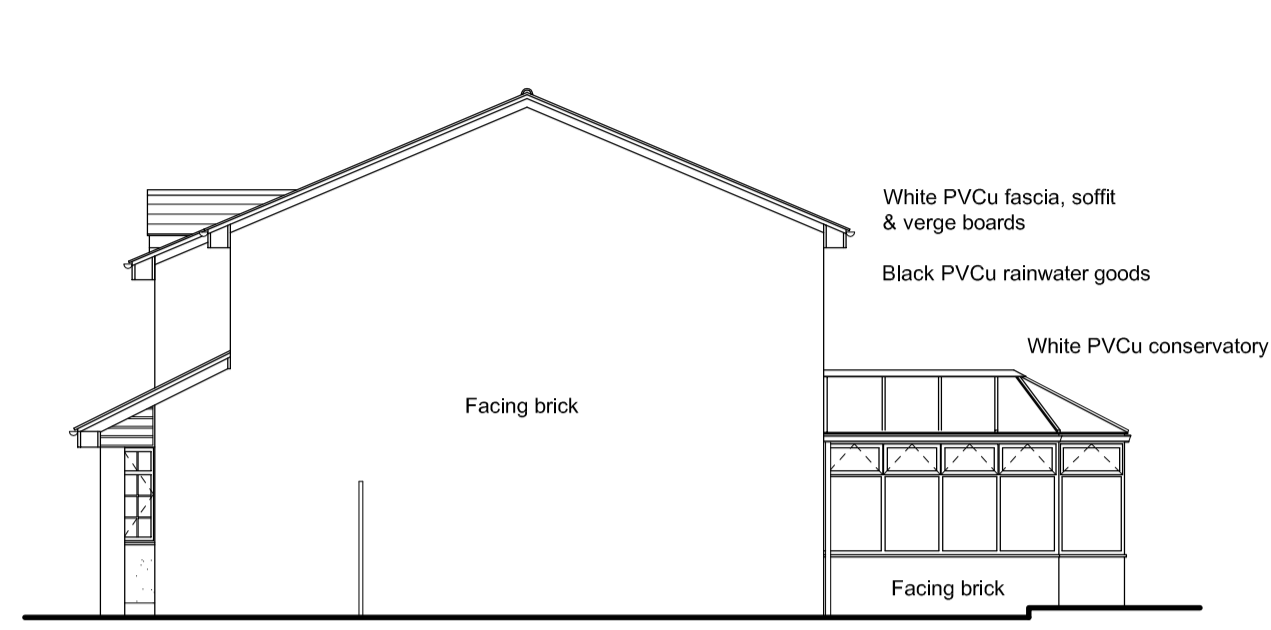 White PVCu fascia, soffit
& verge boards
Black PVCu rainwater goods
White PVCu conservatory
Facing brick
Facing brick